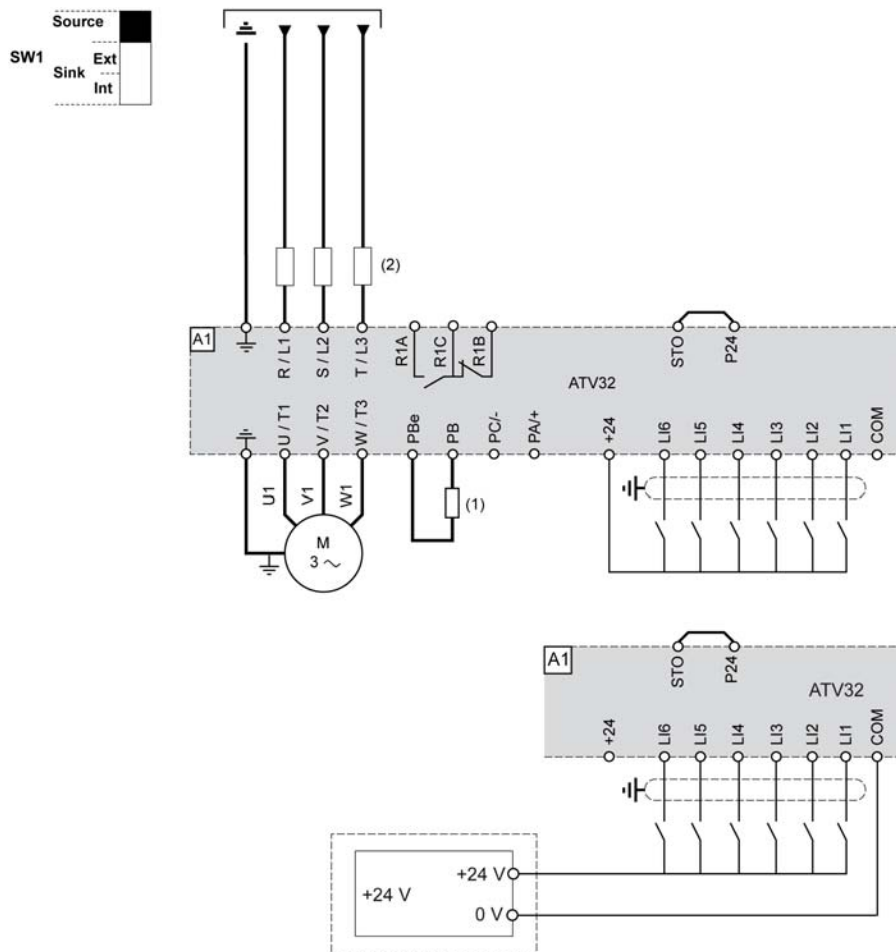 Source
SW1
Sink
Ext
Int
(2)
A1
R / L1
S / L2
T / L3
R1A
R1C
R1B
STO
P24
ATV32
U / T1
V / T2
W / T3
PBe
PB
PC/-
PA/+
+24
LI6
LI5
LI4
LI3
LI2
LI1
COM
U1
V1
W1
(1)
M
3 ~
A1
STO
P24
ATV32
+24
LI6
LI5
LI4
LI3
LI2
LI1
COM
+24 V
+24 V
0 V